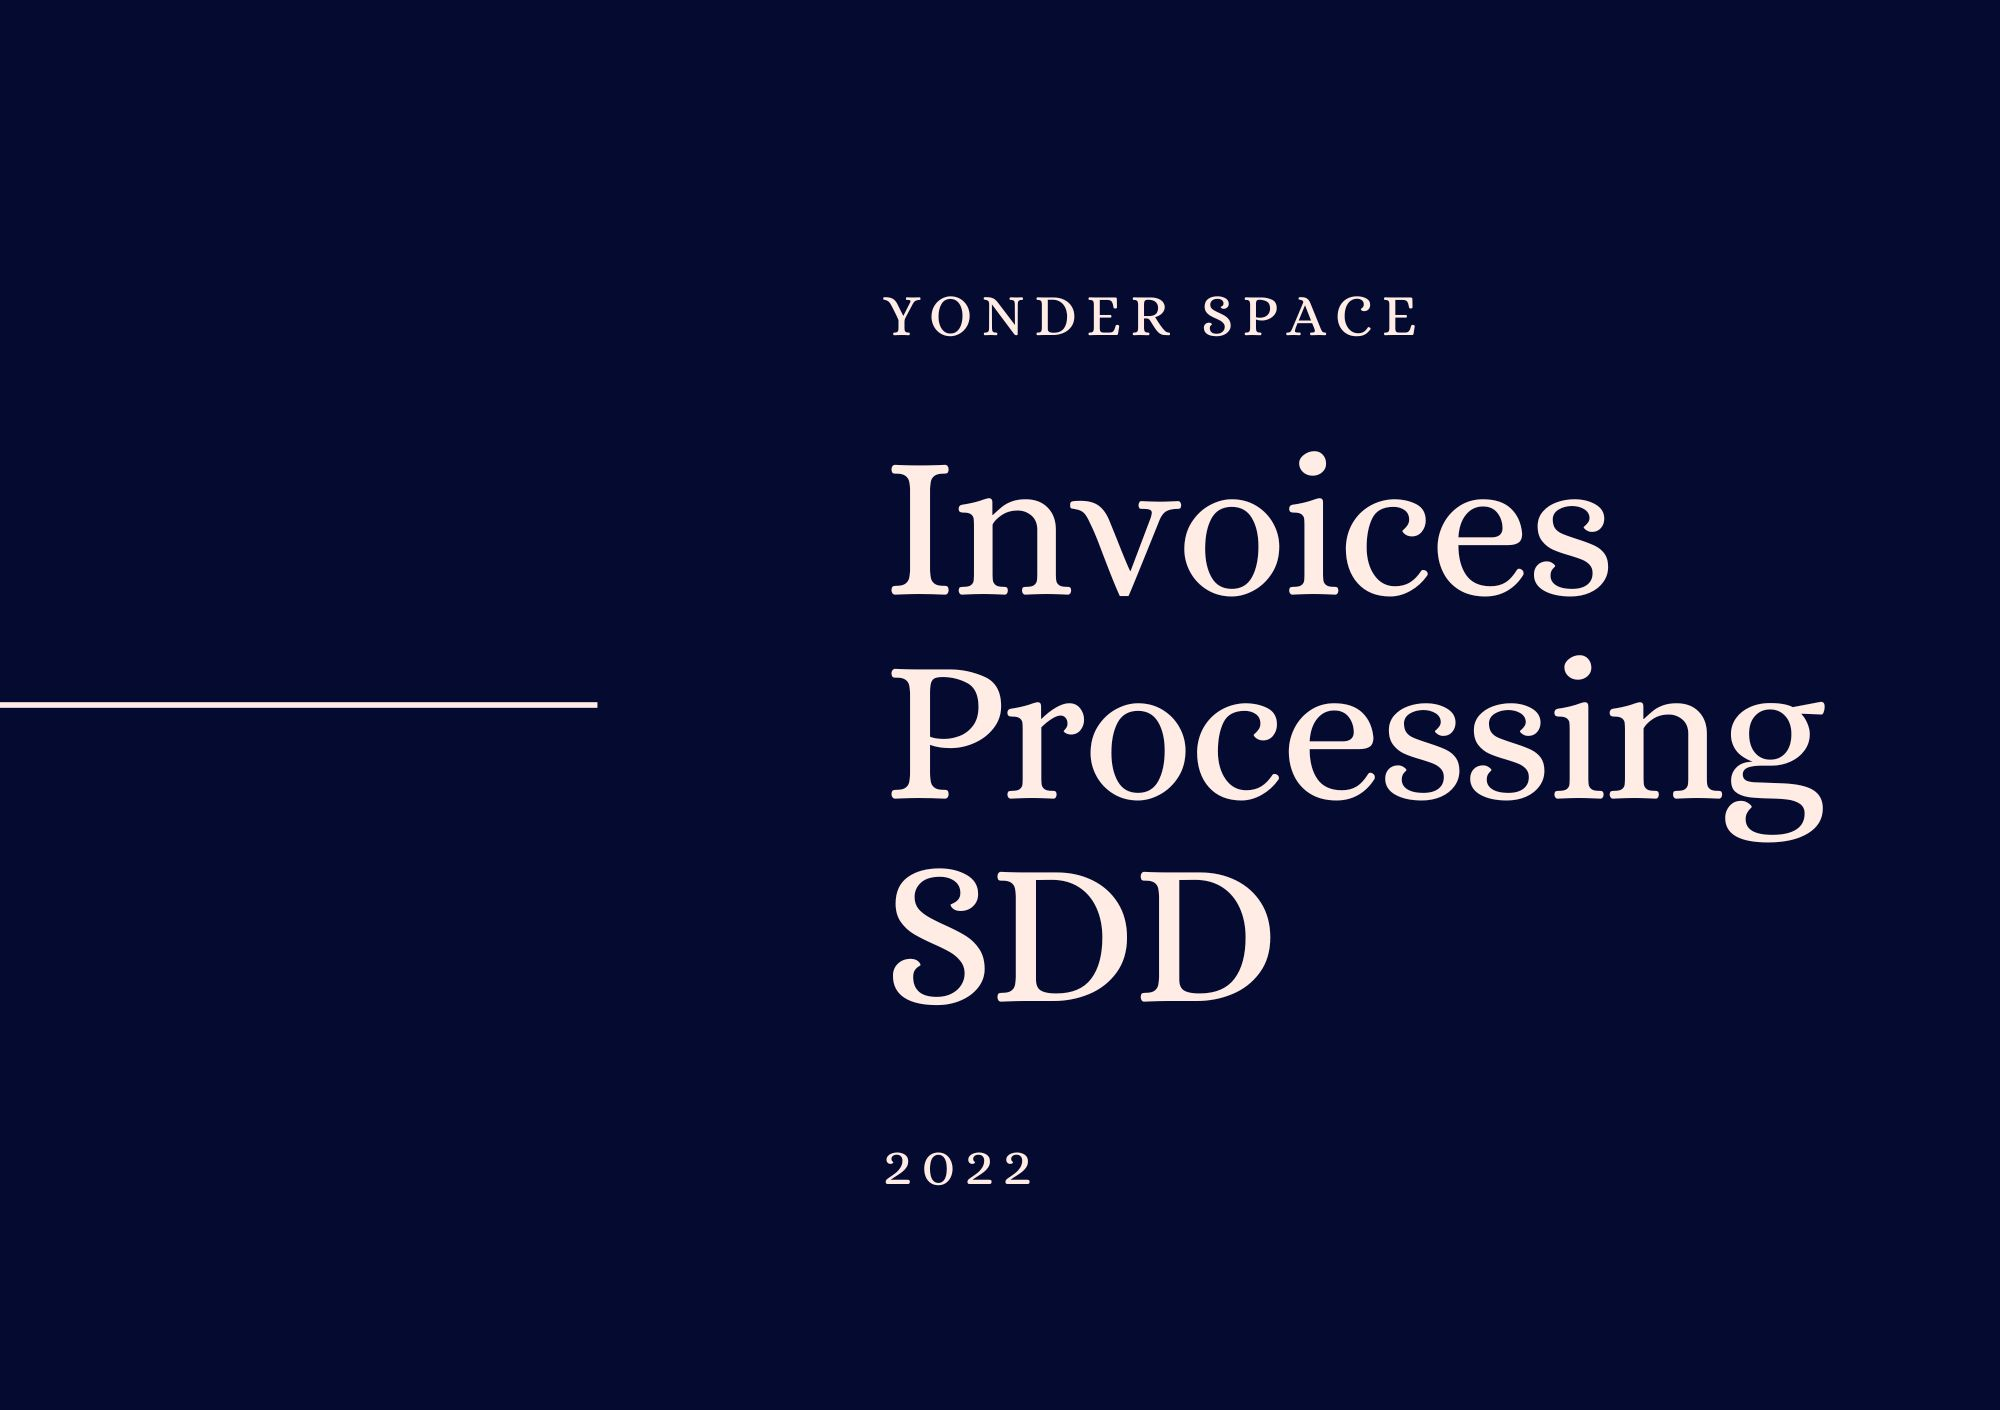 YONDER SPACE
Invoices
Processing
SDD
2022